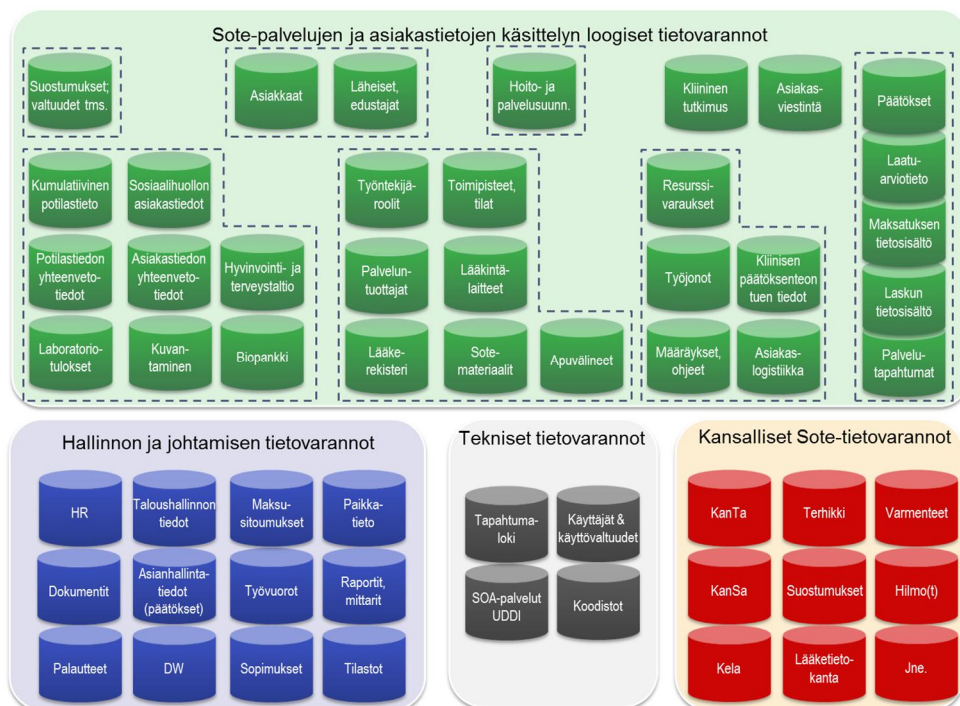 Sote-palvelujen ja asiakastietojen käsittelyn loogiset tietovarannot
Suostumukset;
valtuudet tms.
Asiakkaat
Läheiset,
edustajat
Hoito- ja
palvelusuunn.
Kliininen
tutkimus
Asiakas-
viestintä
Päätökset
Laatu-
arviotieto
Maksatuksen
tietosisältö
Laskun
tietosisältö
Palvelu-
tapahtumat
Kumulatiivinen
potilastieto
Sosiaalihuollon
asiakastiedot
Potilastiedon
yhteenveto-
tiedot
Asiakastiedon
yhteenveto-
tiedot
Hyvinvointi- ja
terveystaltio
Laboratorio-
tulokset
Kuvan-
taminen
Biopankki
Työntekijä-
roolit
Toimipisteet,
tilat
Palvelun-
tuottajat
Lääkintä-
laitteet
Lääke-
rekisteri
Sote-
materiaalit
Apuvälineet
Resurssi-
varaukset
Työjonot
Kliinisen
päätöksenteon
tuen tiedot
Määräykset,
ohjeet
Asiakas-
logistiikka
Hallinnon ja johtamisen tietovarannot
HR
Taloushallinnon
tiedot
Maksu-
sitoumukset
Paikka-
tieto
Dokumentit
Asianhallinta-
tiedot
(päätökset)
Työvuorot
Raportit,
mittarit
Palautteet
DW
Sopimukset
Tilastot
Tekniset tietovarannot
Tapahtuma-
loki
Käyttäjät &
käyttövaltuudet
SOA-palvelut
UDDI
Koodistot
Kansalliset Sote-tietovarannot
KanTa
Terhikki
Varmenteet
KanSa
Suostumukset
Hilmo(t)
Kela
Lääketieto-
kanta
Jne.